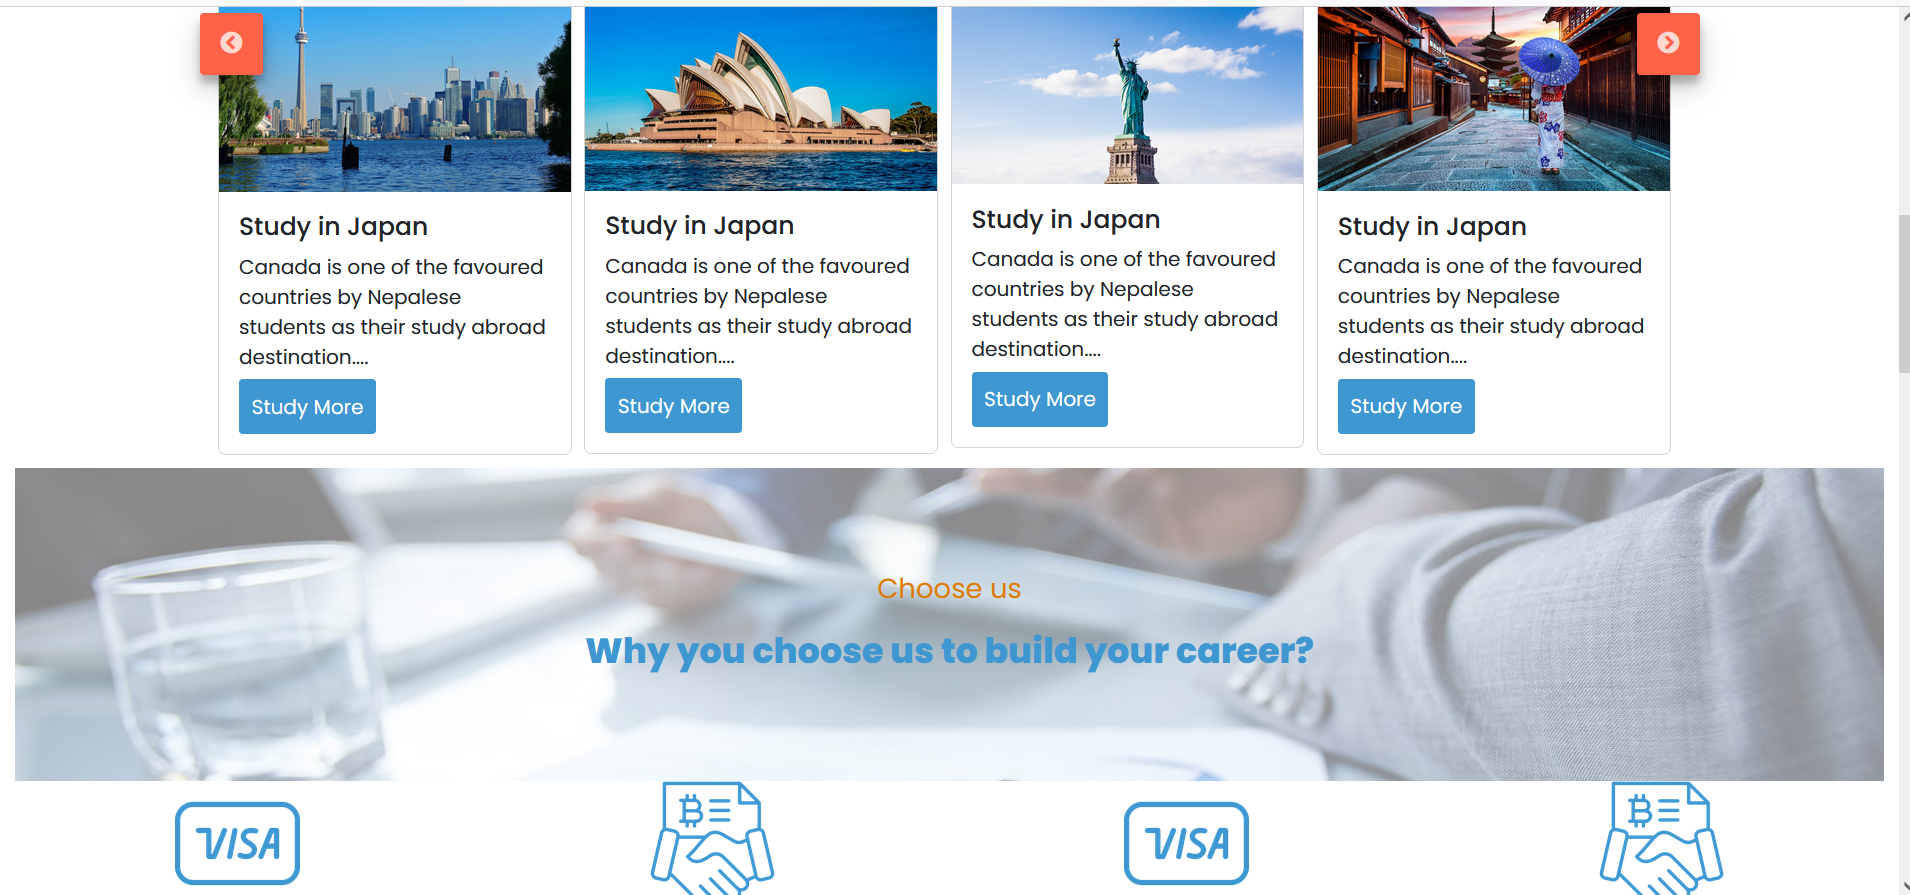 Study in Japan
Canada is one of the favoured
countries by Nepalese
students as their study abroad
destination....
Study More
Study in Japan
Canada is one of the favoured
countries by Nepalese
students as their study abroad
destination....
Study More
Study in Japan
Canada is one of the favoured
countries by Nepalese
students as their study abroad
destination....
Study More
Study in Japan
Canada is one of the favoured
countries by Nepalese
students as their study abroad
destination....
Study More
Choose us
Why you choose us to build your career?
VISA
VISA